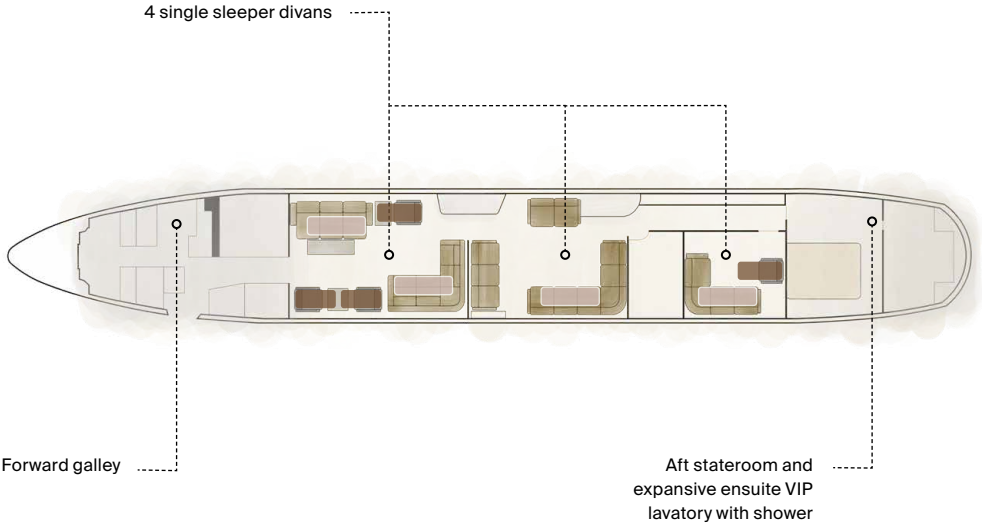 4 single sleeper divans
Forward galley
Aft stateroom and
expansive ensuite VIP
lavatory with shower